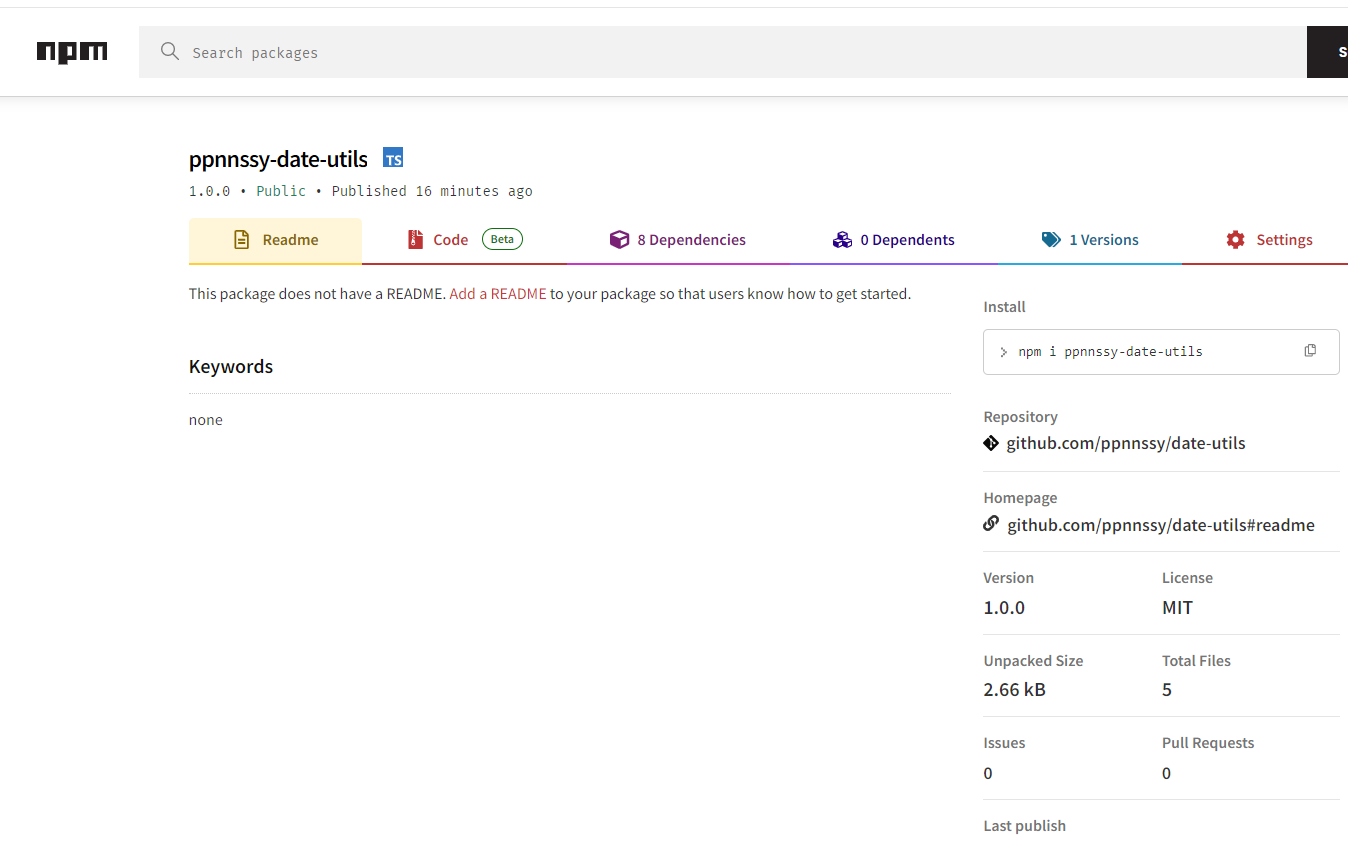 npm
Search packages
S
ppnnssy-date-utils
TS
1.0.0 • Public • Published 16 minutes ago
Readme
Code Beta
8 Dependencies
0 Dependents
1 Versions
Settings
This package does not have a README. Add a README to your package so that users know how to get started.
Keywords
none
Install
> npm i ppnnssy-date-utils
Repository
github.com/ppnnssy/date-utils
Homepage
github.com/ppnnssy/date-utils#readme
Version License
1.0.0 MIT
Unpacked Size Total Files
2.66 kB 5
Issues Pull Requests
0 0
Last publish